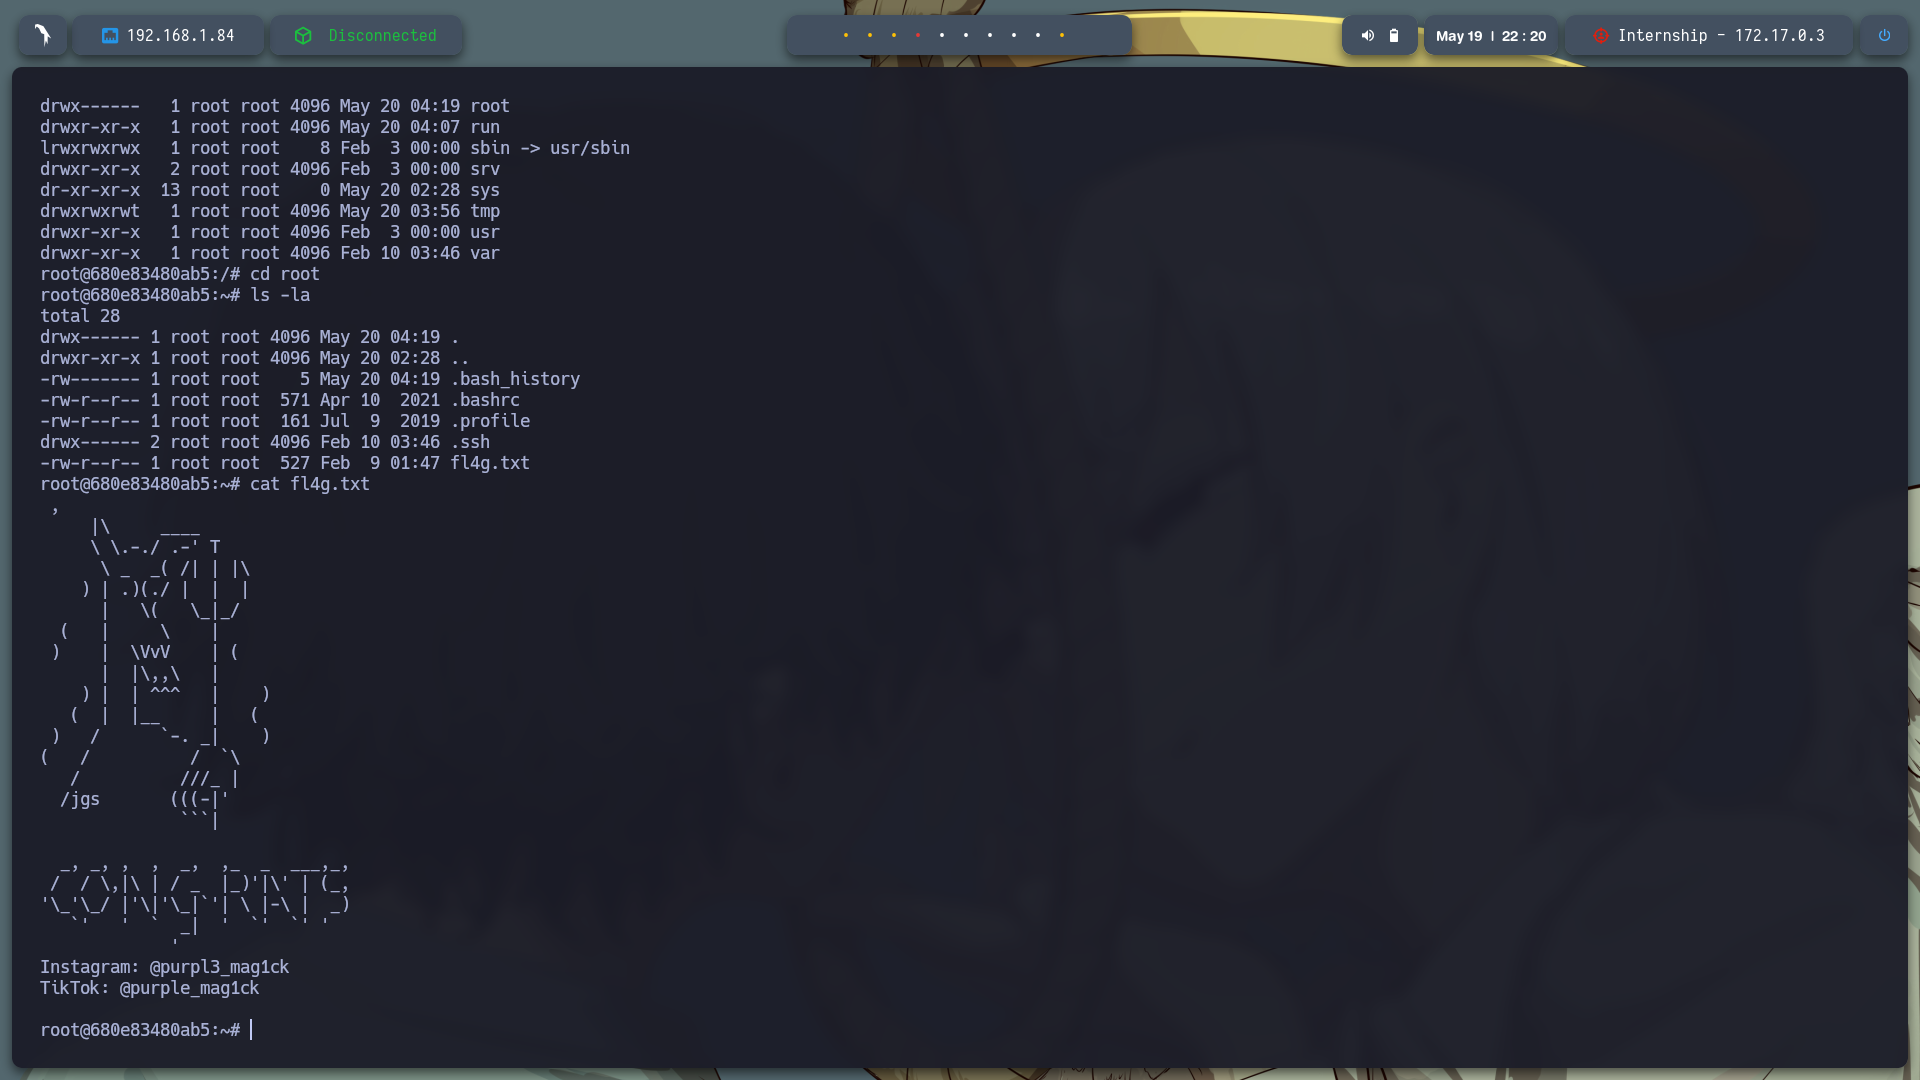 192.168.1.84
Disconnected
May 19 | 22 : 20
Internship - 172.17.0.3
drwx------   1 root root 4096 May 20 04:19 root
drwxr-xr-x   1 root root 4096 May 20 04:07 run
lrwxrwxrwx   1 root root    8 Feb  3 00:00 sbin -> usr/sbin
drwxr-xr-x   2 root root 4096 Feb  3 00:00 srv
dr-xr-xr-x  13 root root    0 May 20 02:28 sys
drwxrwxrwt   1 root root 4096 May 20 03:56 tmp
drwxr-xr-x   1 root root 4096 Feb  3 00:00 usr
drwxr-xr-x   1 root root 4096 Feb 10 03:46 var
root@680e83480ab5:/# cd root
root@680e83480ab5:~# ls -la
total 28
drwx------ 1 root root 4096 May 20 04:19 .
drwxr-xr-x 1 root root 4096 May 20 02:28 ..
-rw------- 1 root root    5 May 20 04:19 .bash_history
-rw-r--r-- 1 root root  571 Apr 10  2021 .bashrc
-rw-r--r-- 1 root root  161 Jul  9  2019 .profile
drwx------ 2 root root 4096 Feb 10 03:46 .ssh
-rw-r--r-- 1 root root  527 Feb  9 01:47 fl4g.txt
root@680e83480ab5:~# cat fl4g.txt
 ,
     |\     ____
     \ \.-./ .-' T
      \ _  _( /| | |\
    ) | .)(./ |  |  |
      |   \(   \_|_/
  (   |     \    |
 )    |  \VvV    | (
      |  |\,,\   |
    ) |  | ^^^   |    )
   (  |  |__     |   (
 )   /      `-. _|    )
(   /          /  `\
   /          ///_ |
  /jgs       (((-|'
              ```|

  _, _, ,  ,  _,  ,_  _  ___,_,
 /  / \,|\ | / _  |_)'|\' | (_,
'\_'\_/ |'\|'\_|`'| \ |-\ |  _)
   `'   '  `  _|  '  `'  `' '
             '
Instagram: @purpl3_mag1ck
TikTok: @purple_mag1ck
root@680e83480ab5:~#